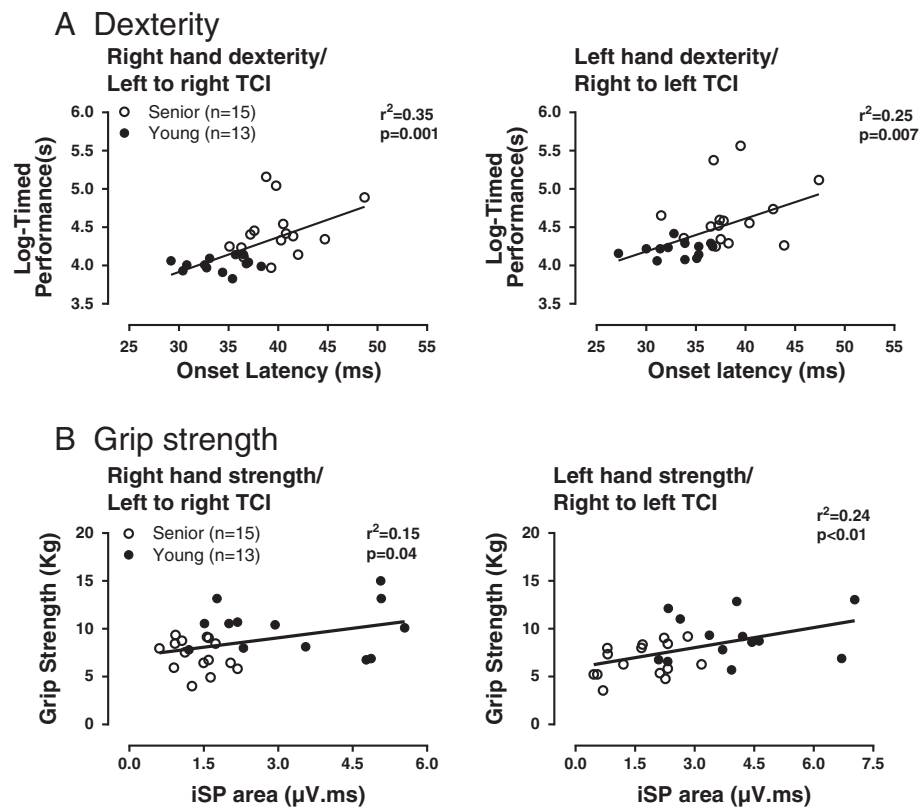 A Dexterity
Right hand dexterity/
Left to right TCI
Senior (n=15)
Young (n=13)
r²=0.35
p=0.001
6.0
5.5
5.0
4.5
4.0
3.5
Log-Timed
Performance(s)
25 30 35 40 45 50 55
Onset Latency (ms)
Left hand dexterity/
Right to left TCI
r²=0.25
p=0.007
6.0
5.5
5.0
4.5
4.0
3.5
Log-Timed
Performance(s)
25 30 35 40 45 50 55
Onset latency (ms)
B Grip strength
Right hand strength/
Left to right TCI
Senior (n=15)
Young (n=13)
r²=0.15
p=0.04
20
15
10
5
0
Grip Strength (Kg)
0.0 1.5 3.0 4.5 6.0
iSP area (µV.ms)
Left hand strength/
Right to left TCI
r²=0.24
p<0.01
20
15
10
5
0
Grip Strength (Kg)
0.0 1.5 3.0 4.5 6.0 7.5
iSP area (µV.ms)